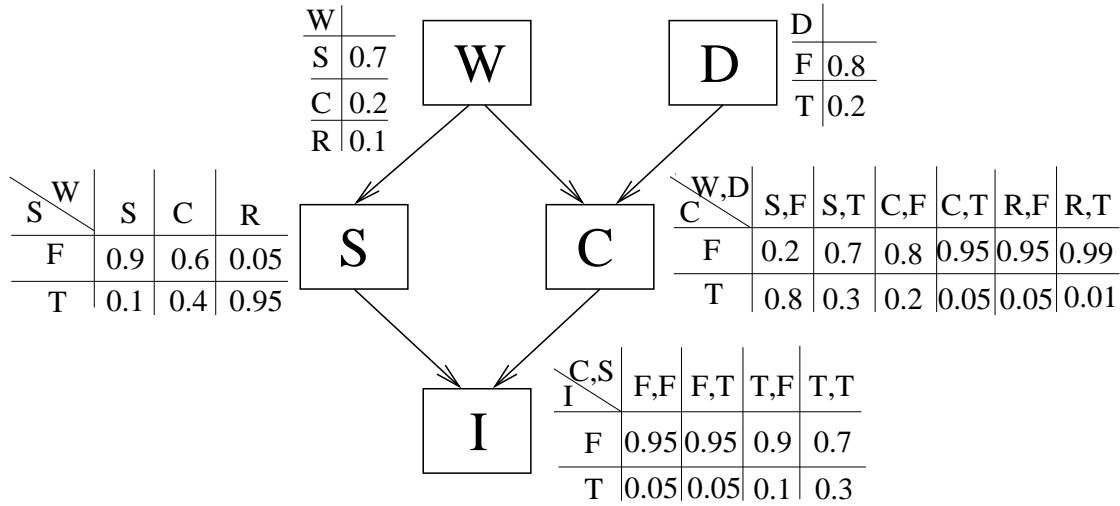 W
S 0.7
C 0.2
R 0.1
W
D
D
F 0.8
T 0.2
W
S S C R
F 0.9 0.6 0.05
T 0.1 0.4 0.95
S
C
W,D
C S,F S,T C,F C,T R,F R,T
F 0.2 0.7 0.8 0.95 0.95 0.99
T 0.8 0.3 0.2 0.05 0.05 0.01
I
C,S
I F,F F,T T,F T,T
F 0.95 0.95 0.9 0.7
T 0.05 0.05 0.1 0.3